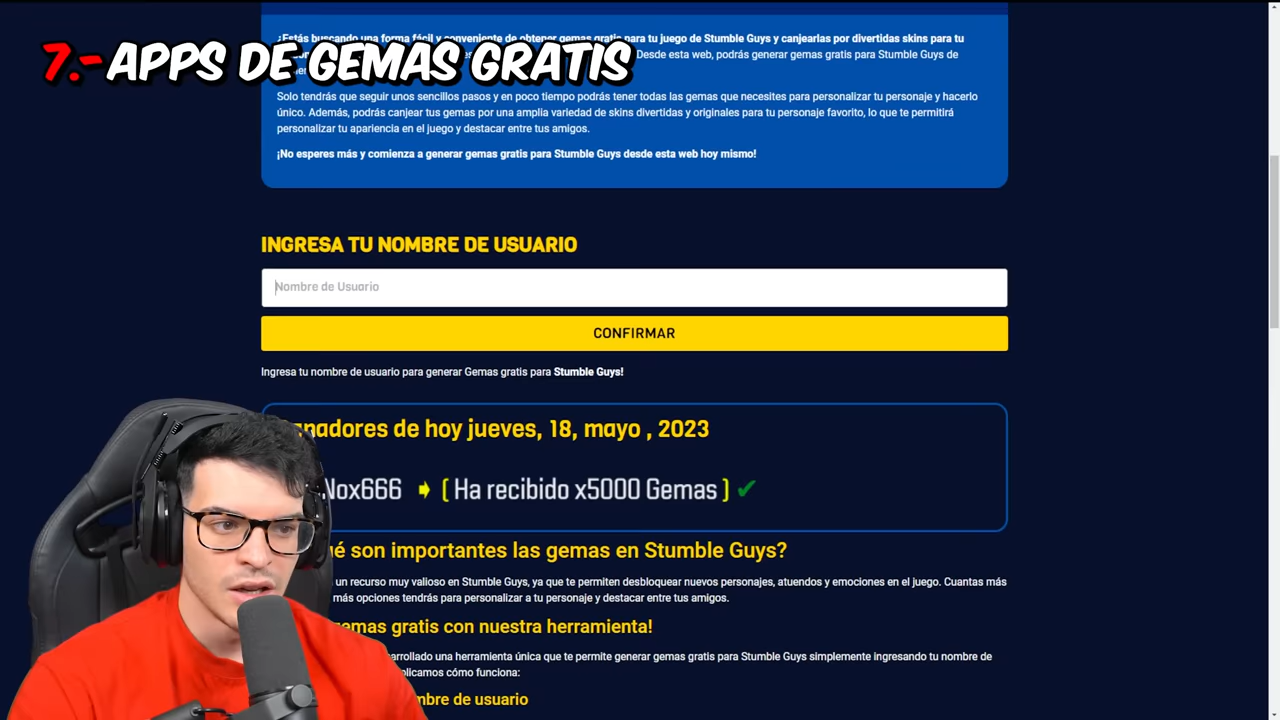 7.- APPS DE GEMAS GRATIS
¿Estás buscando una forma fácil y conveniente de obtener gemas gratis para tu juego de Stumble Guys y canjearlas por divertidas skins para tu
Desde esta web, podrás generar gemas gratis para Stumble Guys de
Solo tendrás que seguir unos sencillos pasos y en poco tiempo podrás tener todas las gemas que necesites para personalizar tu personaje y hacerlo
único. Además, podrás canjear tus gemas por una amplia variedad de skins divertidas y originales para tu personaje favorito, lo que te permitirá
personalizar tu apariencia en el juego y destacar entre tus amigos.
¡No esperes más y comienza a generar gemas gratis para Stumble Guys desde esta web hoy mismo!
INGRESA TU NOMBRE DE USUARIO
Nombre de Usuario
CONFIRMAR
Ingresa tu nombre de usuario para generar Gemas gratis para Stumble Guys!
de hoy jueves, 18, mayo , 2023
Nox666 ➧ ( Ha recibido x5000 Gemas ) ✔
son importantes las gemas en Stumble Guys?
un recurso muy valioso en Stumble Guys, ya que te permiten desbloquear nuevos personajes, atuendos y emociones en el juego. Cuantas más
más opciones tendrás para personalizar a tu personaje y destacar entre tus amigos.
gemas gratis con nuestra herramienta!
una herramienta única que te permite generar gemas gratis para Stumble Guys simplemente ingresando tu nombre de
cómo funciona:
de usuario